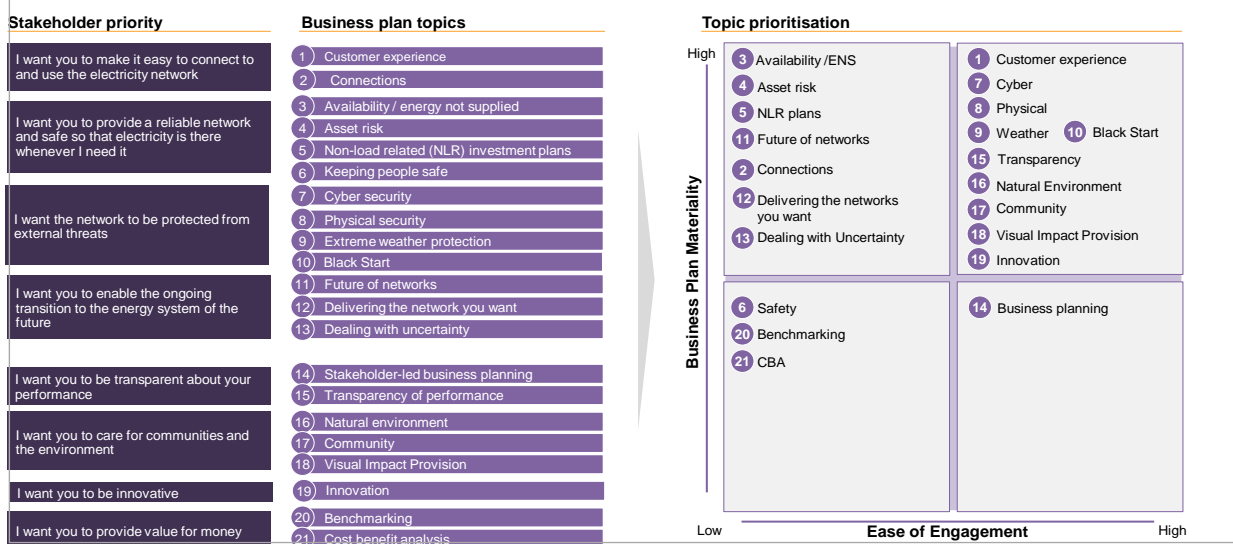 Stakeholder priority
I want you to make it easy to connect to
and use the electricity network
I want you to provide a reliable network
and safe so that electricity is there
whenever I need it
I want the network to be protected from
external threats
I want you to enable the ongoing
transition to the energy system of the
future
I want you to be transparent about your
performance
I want you to care for communities and
the environment
I want you to be innovative
I want you to provide value for money
Business plan topics
1 Customer experience
2 Connections
3 Availability / energy not supplied
4 Asset risk
5 Non-load related (NLR) investment plans
6 Keeping people safe
7 Cyber security
8 Physical security
9 Extreme weather protection
10 Black Start
11 Future of networks
12 Delivering the network you want
13 Dealing with uncertainty
14 Stakeholder-led business planning
15 Transparency of performance
16 Natural environment
17 Community
18 Visual Impact Provision
19 Innovation
20 Benchmarking
21 Cost benefit analysis
Topic prioritisation
High
Business Plan Materiality
3 Availability /ENS
4 Asset risk
5 NLR plans
11 Future of networks
2 Connections
12 Delivering the networks
you want
13 Dealing with Uncertainty
1 Customer experience
7 Cyber
8 Physical
9 Weather 10 Black Start
15 Transparency
16 Natural Environment
17 Community
18 Visual Impact Provision
19 Innovation
6 Safety
20 Benchmarking
21 CBA
14 Business planning
Low
Ease of Engagement
High